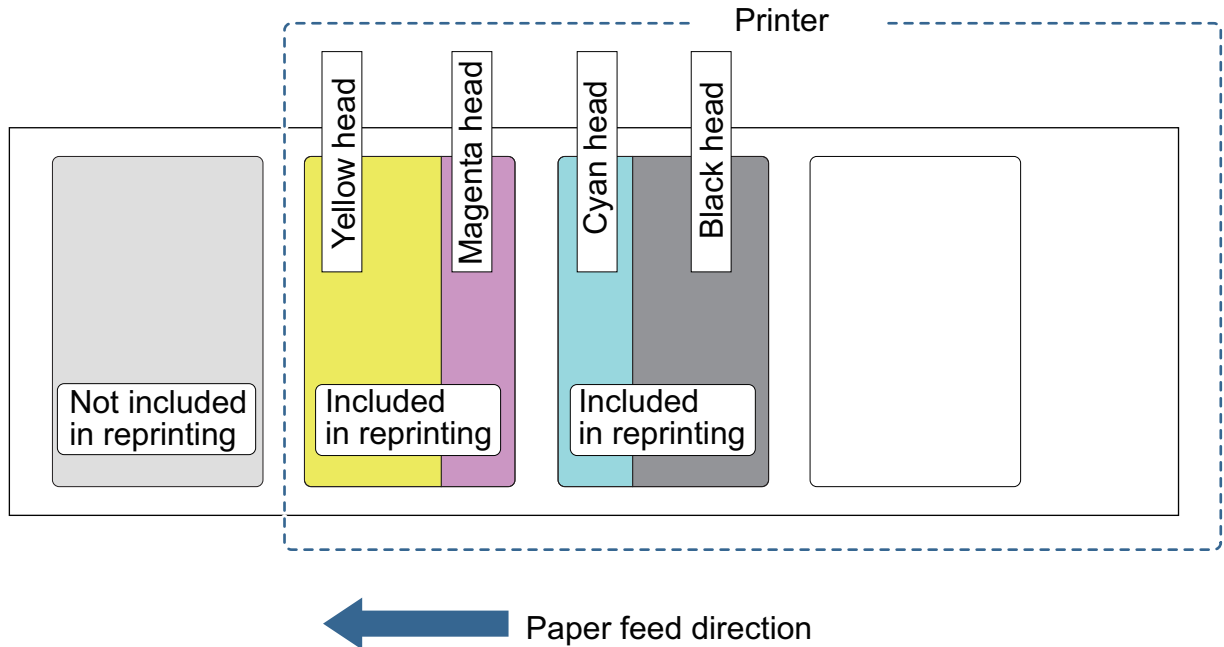 Printer
Yellow head
Magenta head
Cyan head
Black head
Not included
in reprinting
Included
in reprinting
Included
in reprinting
Paper feed direction